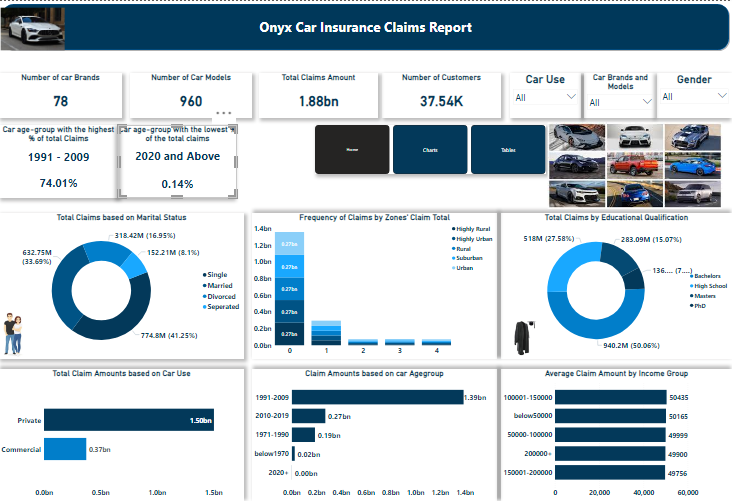 Onyx Car Insurance Claims Report
Number of car Brands
78
Number of Car Models
960
Total Claims Amount
1.88bn
Number of Customers
37.54K
Car Use
All
Car Brands and
Models
All
Gender
All
Car age-group with the highest
% of total Claims
1991 - 2009
74.01%
Car age-group with the lowest %
of the total claims
2020 and Above
0.14%
Home
Charts
Tables
Total Claims based on Marital Status
318.42M (16.95%)
632.75M
(33.69%)
152.21M (8.1%)
774.8M (41.25%)
Single
Married
Divorced
Seperated
Frequency of Claims by Zones' Claim Total
1.4bn
1.2bn
1.0bn
0.8bn
0.6bn
0.4bn
0.2bn
0.0bn
0.27bn
0.27bn
0.27bn
0.27bn
0.27bn
0
1
2
3
4
Highly Rural
Highly Urban
Rural
Suburban
Urban
Total Claims by Educational Qualification
518M (27.58%)
283.09M (15.07%)
136.... (7....)
940.2M (50.06%)
Bachelors
High School
Masters
PhD
Total Claim Amounts based on Car Use
Private
1.50bn
Commercial
0.37bn
0.0bn
0.5bn
1.0bn
1.5bn
Claim Amounts based on car Agegroup
1991-2009
1.39bn
2010-2019
0.27bn
1971-1990
0.19bn
below1970
0.02bn
2020+
0.00bn
0.0bn 0.2bn 0.4bn 0.6bn 0.8bn 1.0bn 1.2bn 1.4bn
Average Claim Amount by Income Group
100001-150000
50435
below50000
50165
50000-100000
49999
200000+
49900
150001-200000
49756
0
20,000
40,000
60,000